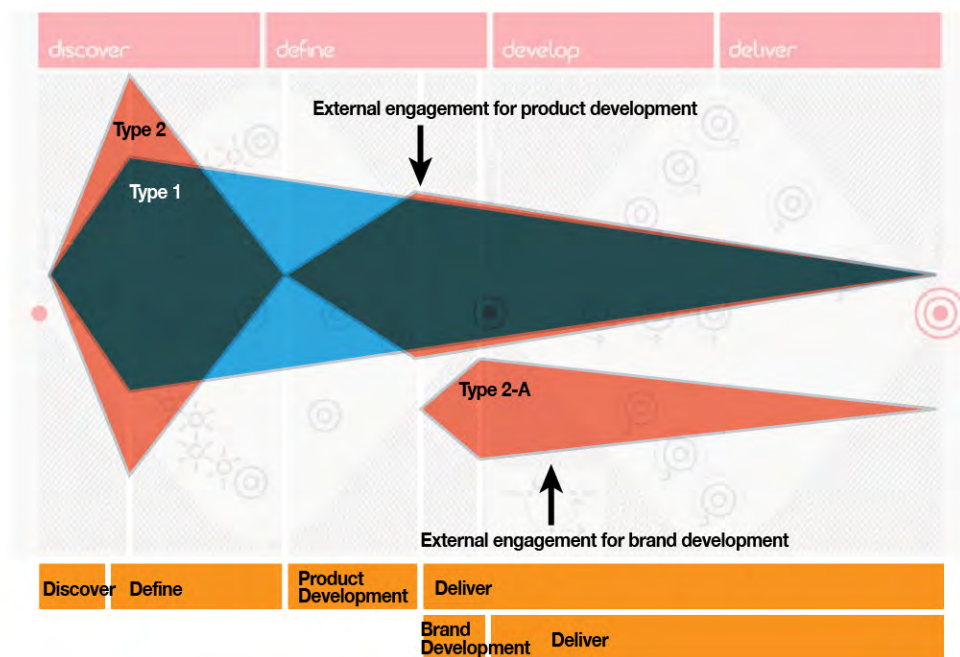 discover define develop deliver
External engagement for product development
Type 2
Type 1
Type 2-A
External engagement for brand development
Discover Define Product Development Deliver
Brand Development Deliver